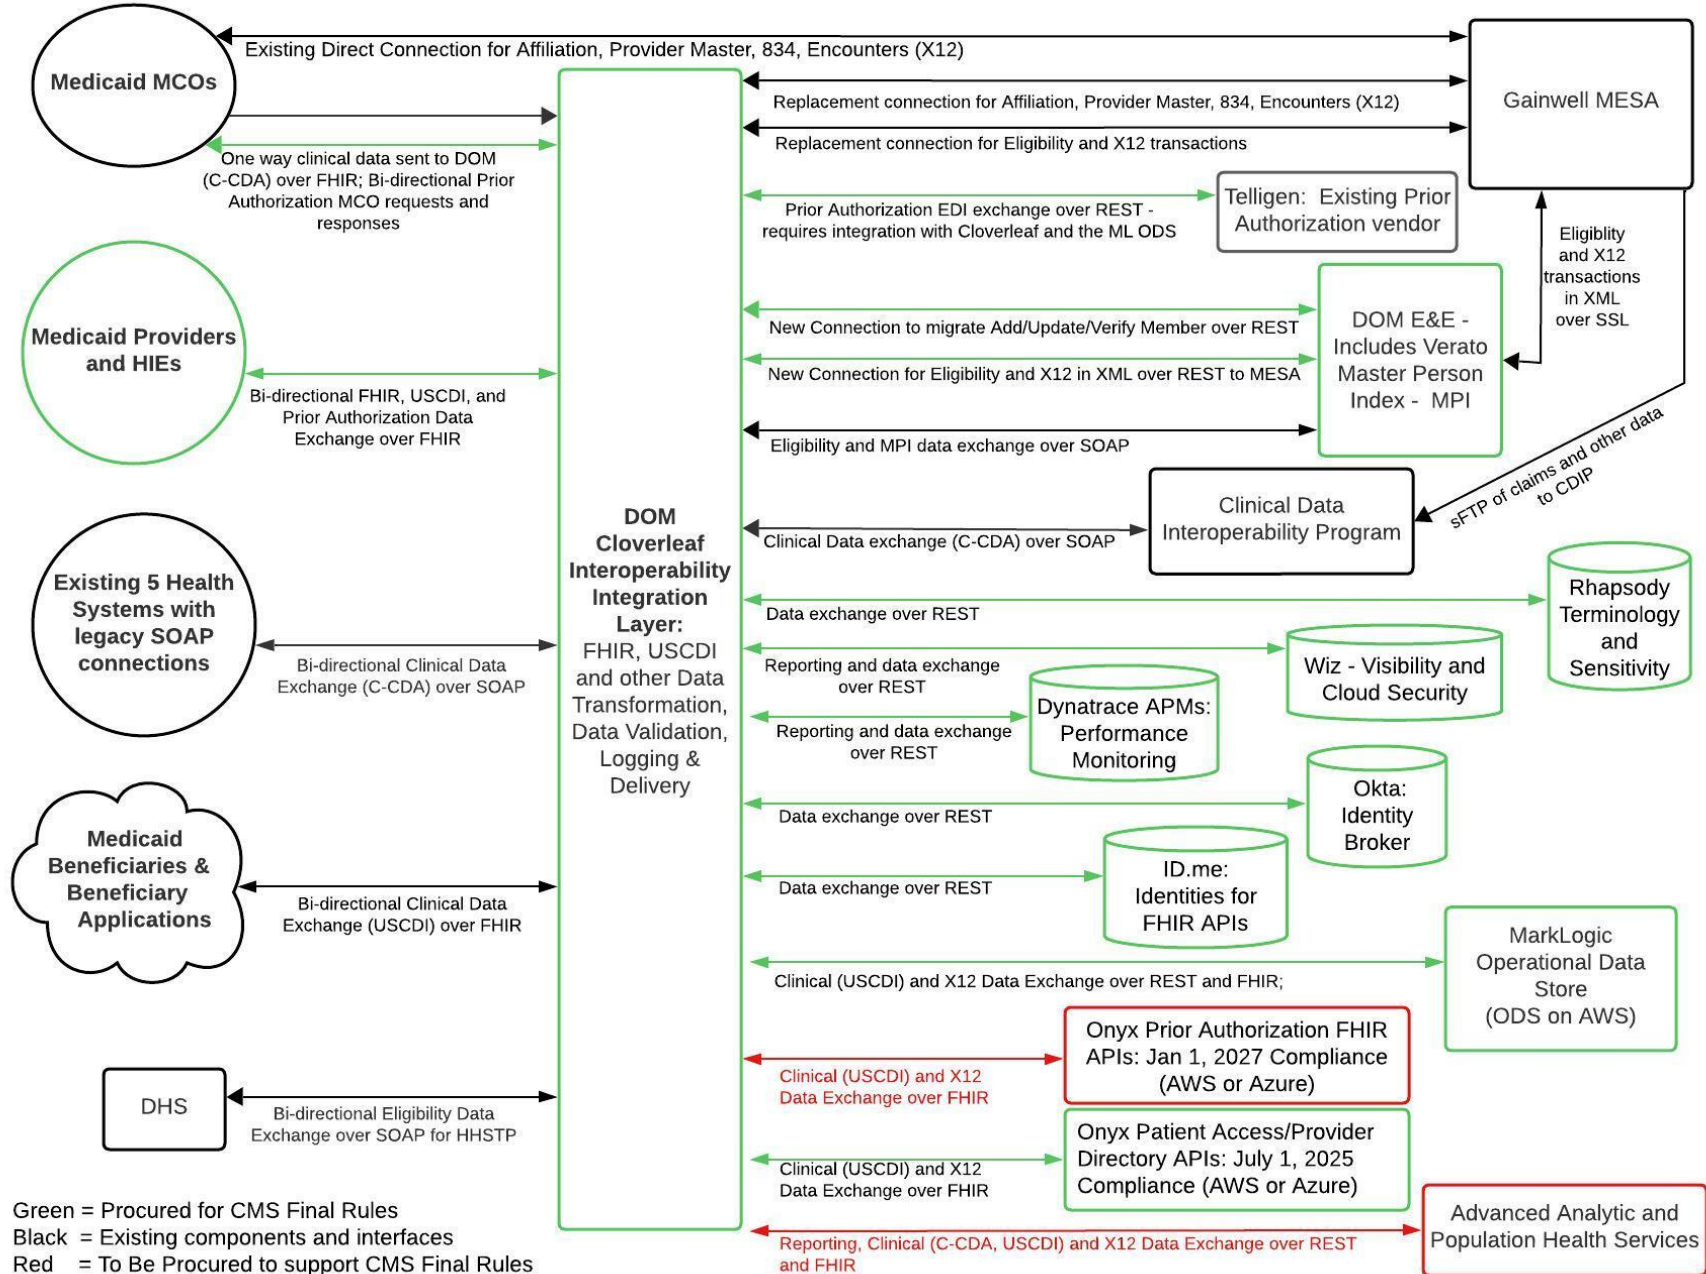 Existing Direct Connection for Affiliation, Provider Master, 834, Encounters (X12)
Medicaid MCOs
Replacement connection for Affiliation, Provider Master, 834, Encounters (X12)
Gainwell MESA
Replacement connection for Eligibility and X12 transactions
One way clinical data sent to DOM
(C-CDA) over FHIR; Bi-directional Prior
Authorization MCO requests and
responses
Telligen:  Existing Prior
Authorization vendor
Prior Authorization EDI exchange over REST -
requires integration with Cloverleaf and the ML ODS
Eligiblity
and X12
transactions
in XML
over SSL
Medicaid Providers
and HIEs
Bi-directional FHIR, USCDI, and
Prior Authorization Data
Exchange over FHIR
New Connection to migrate Add/Update/Verify Member over REST
New Connection for Eligibility and X12 in XML over REST to MESA
Eligibility and MPI data exchange over SOAP
DOM E&E -
Includes Verato
Master Person
Index -  MPI
sFTP of claims and other data
to CDIP
Clinical Data
Interoperability Program
Clinical Data exchange (C-CDA) over SOAP
DOM
Cloverleaf
Interoperability
Integration
Layer:
FHIR, USCDI
and other Data
Transformation,
Data Validation,
Logging &
Delivery
Existing 5 Health
Systems with
legacy SOAP
connections
Bi-directional Clinical Data
Exchange (C-CDA) over SOAP
Data exchange over REST
Rhapsody
Terminology
and
Sensitivity
Reporting and data exchange
over REST
Wiz - Visibility and
Cloud Security
Reporting and data exchange
over REST
Dynatrace APMs:
Performance
Monitoring
Data exchange over REST
Okta:
Identity
Broker
Medicaid
Beneficiaries &
Beneficiary
Applications
Bi-directional Clinical Data
Exchange (USCDI) over FHIR
Data exchange over REST
ID.me:
Identities for
FHIR APIs
Clinical (USCDI) and X12 Data Exchange over REST and FHIR;
MarkLogic
Operational Data
Store
(ODS on AWS)
Clinical (USCDI) and X12
Data Exchange over FHIR
Onyx Prior Authorization FHIR
APIs: Jan 1, 2027 Compliance
(AWS or Azure)
DHS
Bi-directional Eligibility Data
Exchange over SOAP for HHSTP
Clinical (USCDI) and X12
Data Exchange over FHIR
Onyx Patient Access/Provider
Directory APIs: July 1, 2025
Compliance (AWS or Azure)
Reporting, Clinical (C-CDA, USCDI) and X12 Data Exchange over REST
and FHIR
Advanced Analytic and
Population Health Services
Green = Procured for CMS Final Rules
Black  = Existing components and interfaces
Red    = To Be Procured to support CMS Final Rules